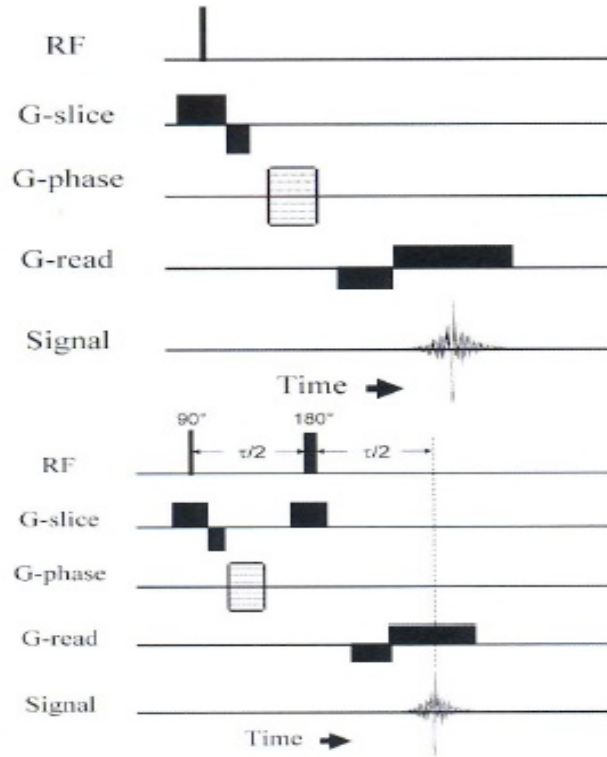 RF
G-slice
G-phase
G-read
Signal
Time
90° 180°
RF τ/2 τ/2
G-slice
G-phase
G-read
Signal
Time